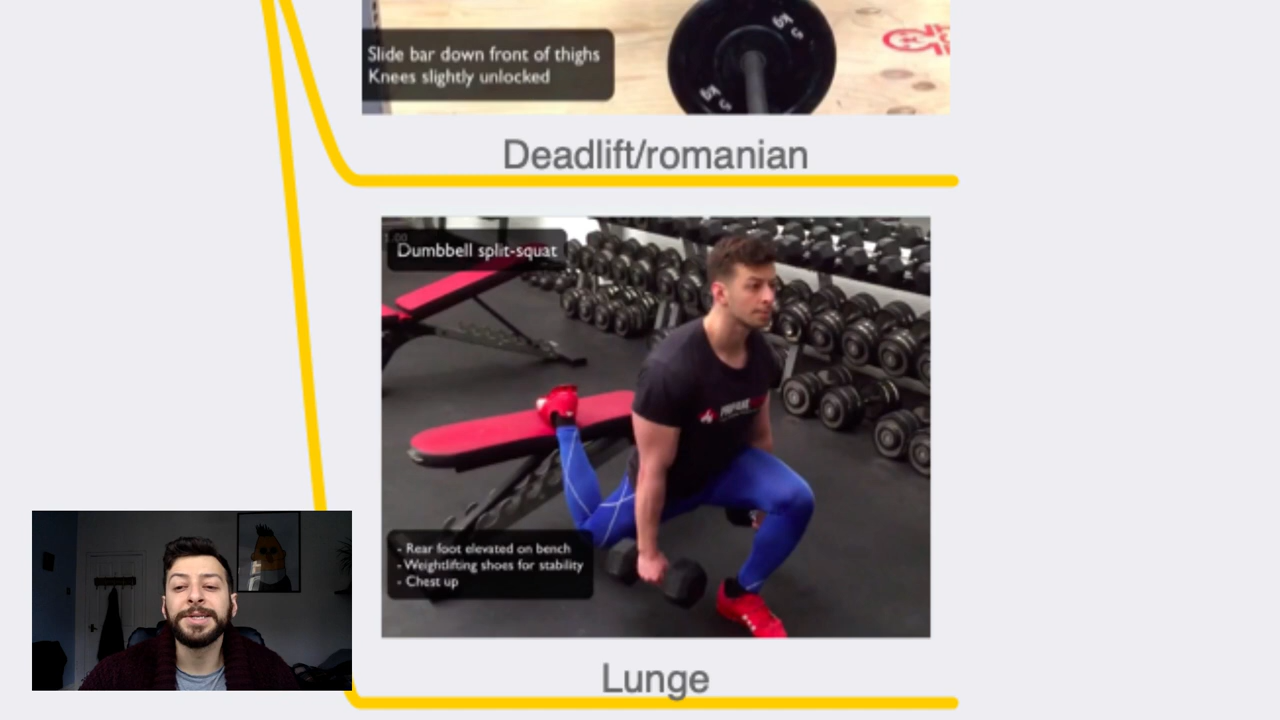 Slide bar down front of thighs
Knees slightly unlocked
Deadlift/romanian
Dumbbell split-squat
- Rear foot elevated on bench
- Weightlifting shoes for stability
- Chest up
Lunge